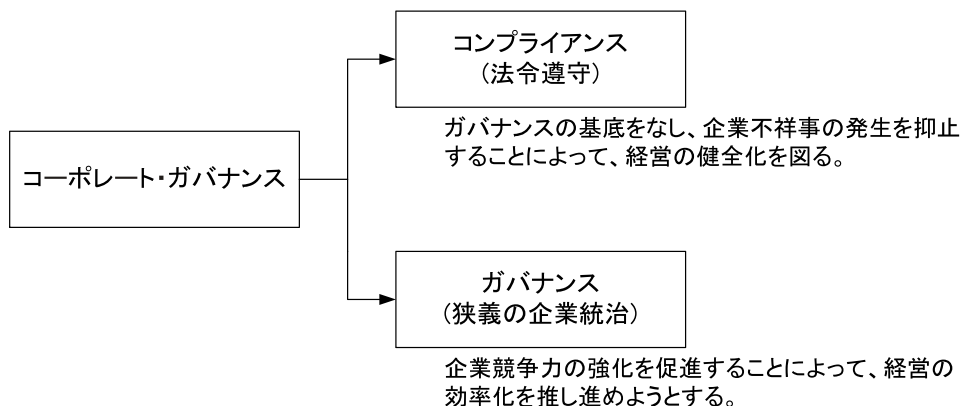 コンプライアンス
(法令遵守)
ガバナンスの基底をなし、企業不祥事の発生を抑止
することによって、経営の健全化を図る。
コーポレート・ガバナンス
ガバナンス
(狭義の企業統治)
企業競争力の強化を促進することによって、経営の
効率化を推し進めようとする。